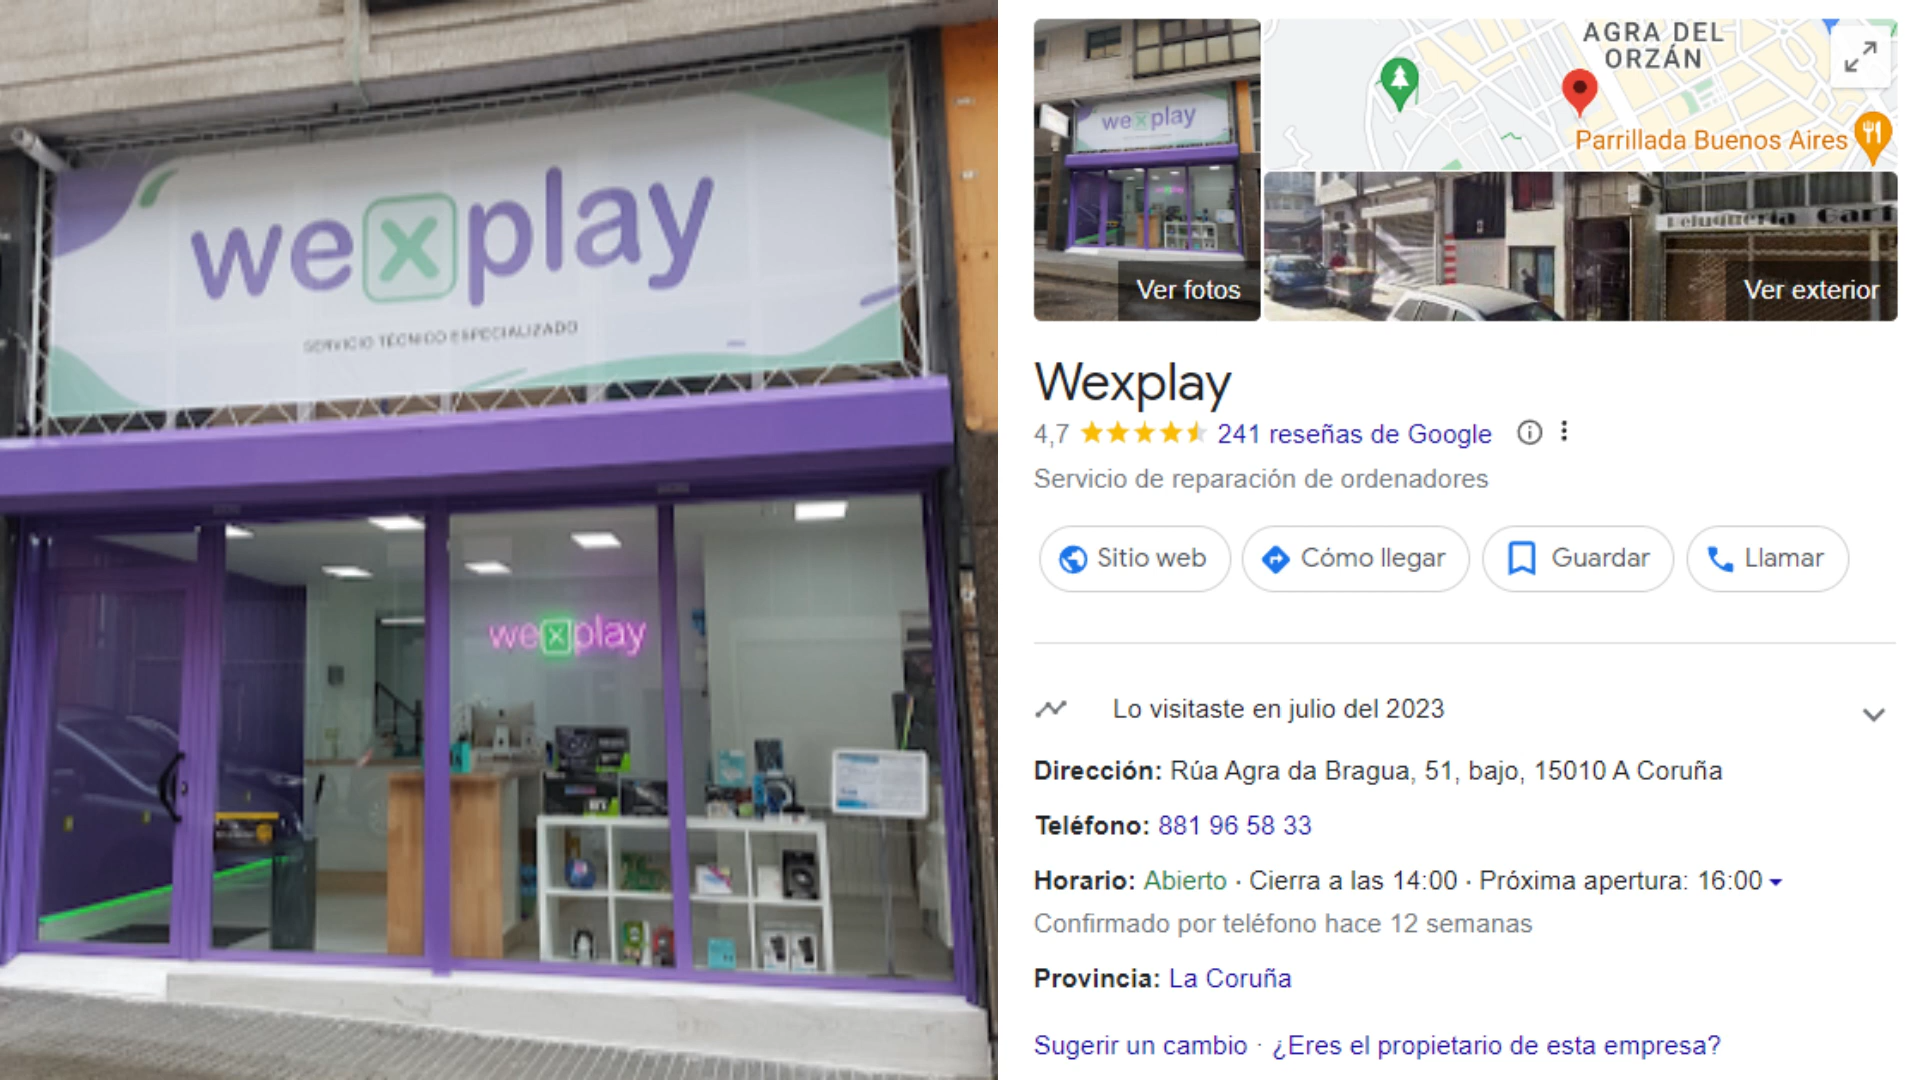 wexplay
SERVICIO TÉCNICO ESPECIALIZADO
wexplay
AGRA DEL
ORZÁN
Parrillada Buenos Aires
wexplay
Ver fotos
Ver exterior
Wexplay
4,7 241 reseñas de Google
Servicio de reparación de ordenadores
Sitio web
Cómo llegar
Guardar
Llamar
Lo visitaste en julio del 2023
Dirección: Rúa Agra da Bragua, 51, bajo, 15010 A Coruña
Teléfono: 881 96 58 33
Horario: Abierto · Cierra a las 14:00 · Próxima apertura: 16:00
Confirmado por teléfono hace 12 semanas
Provincia: La Coruña
Sugerir un cambio · ¿Eres el propietario de esta empresa?